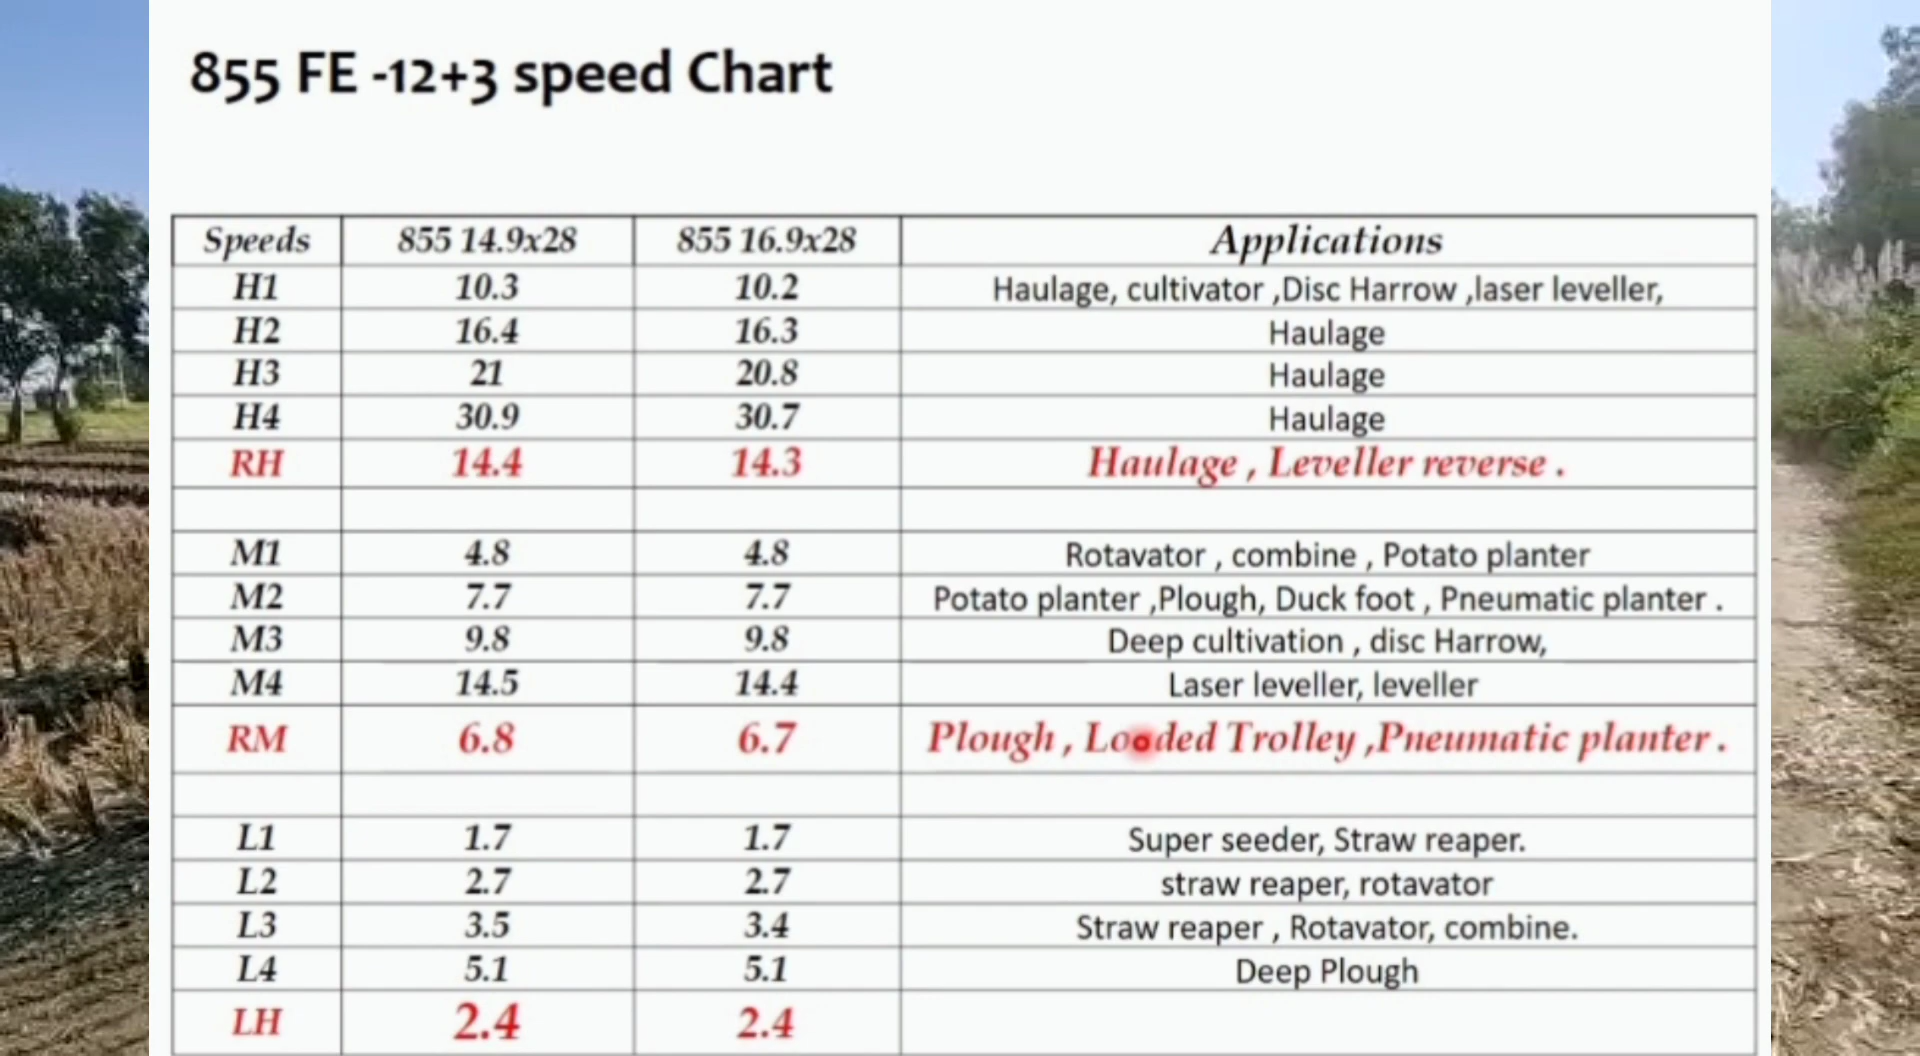 855 FE -12+3 speed Chart
Speeds 855 14.9x28 855 16.9x28 Applications
H1 10.3 10.2 Haulage, cultivator ,Disc Harrow ,laser leveller,
H2 16.4 16.3 Haulage
H3 21 20.8 Haulage
H4 30.9 30.7 Haulage
RH 14.4 14.3 Haulage , Leveller reverse .
M1 4.8 4.8 Rotavator , combine , Potato planter
M2 7.7 7.7 Potato planter ,Plough, Duck foot , Pneumatic planter .
M3 9.8 9.8 Deep cultivation , disc Harrow,
M4 14.5 14.4 Laser leveller, leveller
RM 6.8 6.7 Plough , Loaded Trolley ,Pneumatic planter .
L1 1.7 1.7 Super seeder, Straw reaper.
L2 2.7 2.7 straw reaper, rotavator
L3 3.5 3.4 Straw reaper , Rotavator, combine.
L4 5.1 5.1 Deep Plough
LH 2.4 2.4